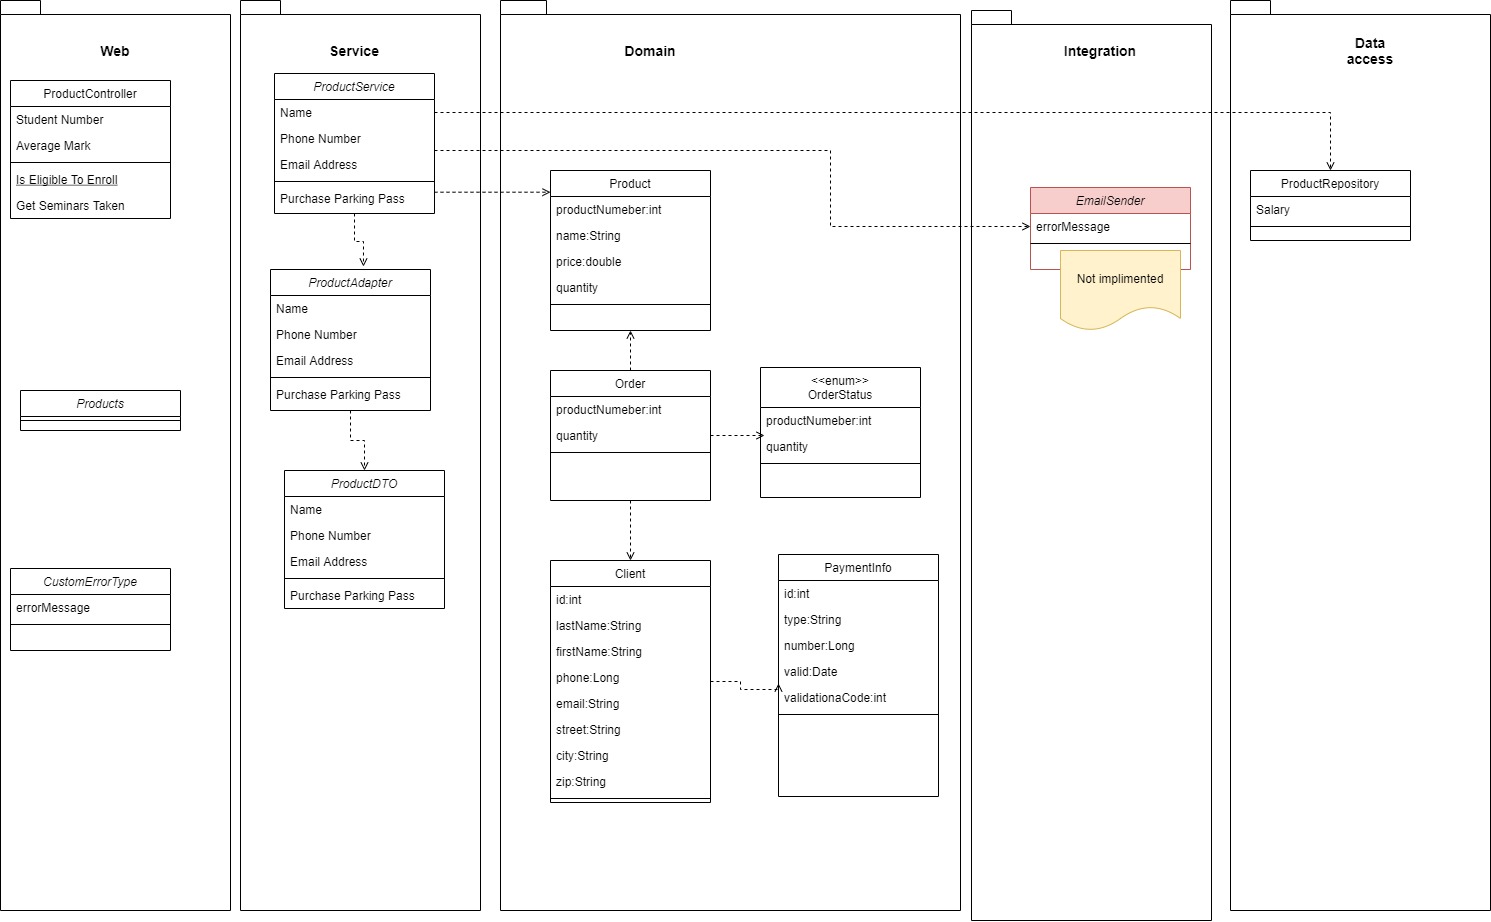 Web
ProductController
Student Number
Average Mark
Is Eligible To Enroll
Get Seminars Taken
Products
CustomErrorType
errorMessage
Service
ProductService
Name
Phone Number
Email Address
Purchase Parking Pass
ProductAdapter
Name
Phone Number
Email Address
Purchase Parking Pass
ProductDTO
Name
Phone Number
Email Address
Purchase Parking Pass
Domain
Product
productNumeber:int
name:String
price:double
quantity
Order
productNumeber:int
quantity
<<enum>>
OrderStatus
productNumeber:int
quantity
Client
id:int
lastName:String
firstName:String
phone:Long
email:String
street:String
city:String
zip:String
PaymentInfo
id:int
type:String
number:Long
valid:Date
validationaCode:int
Integration
EmailSender
errorMessage
Not implimented
Data
access
ProductRepository
Salary